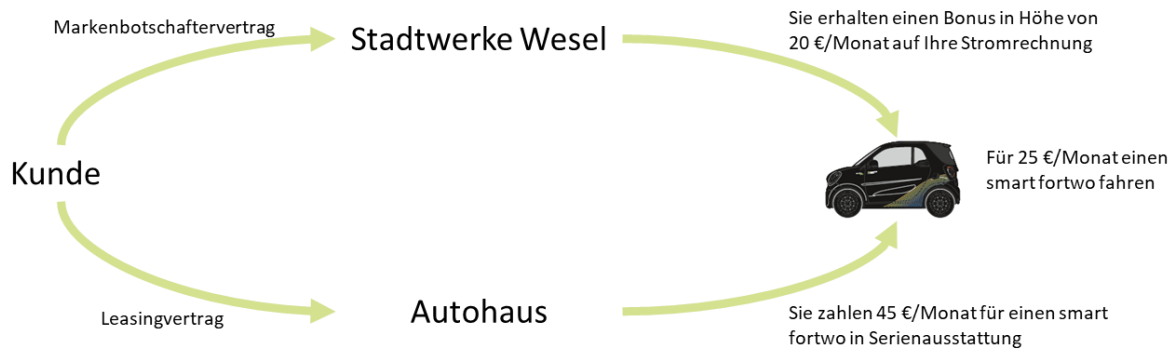 Markenbotschaftervertrag
Stadtwerke Wesel
Sie erhalten einen Bonus in Höhe von
20 €/Monat auf Ihre Stromrechnung
Kunde
Für 25 €/Monat einen
smart fortwo fahren
Leasingvertrag
Autohaus
Sie zahlen 45 €/Monat für einen smart
fortwo in Serienausstattung